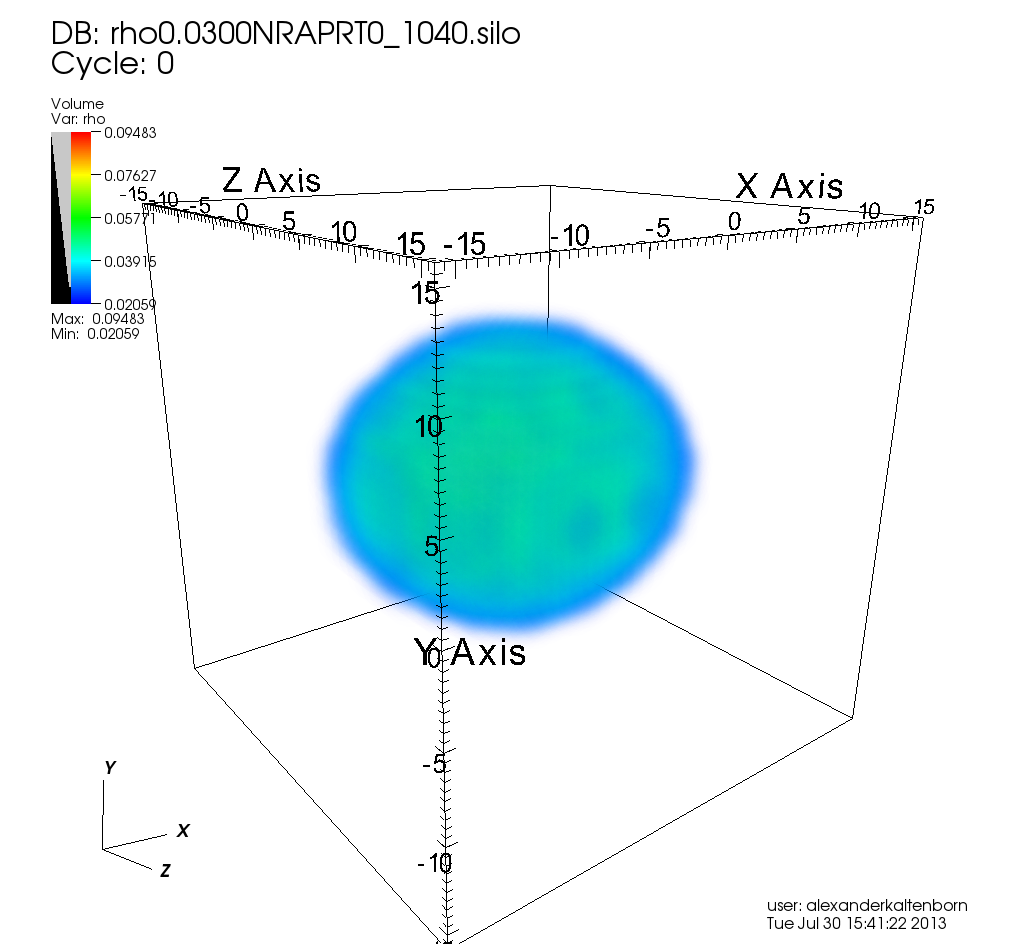 DB: rho0.0300NRAPRT0_1040.silo
Cycle: 0
Volume
Var: rho
0.09483
0.07627
0.05771
0.03915
0.02059
Max: 0.09483
Min: 0.02059
Z Axis
X Axis
-15 -10 -5 0 5 10 15
-15 -10 -5 0 5 10 15
15
10
5
0
Y Axis
-5
-10
Y
X
Z
user: alexanderkaltenborn
Tue Jul 30 15:41:22 2013